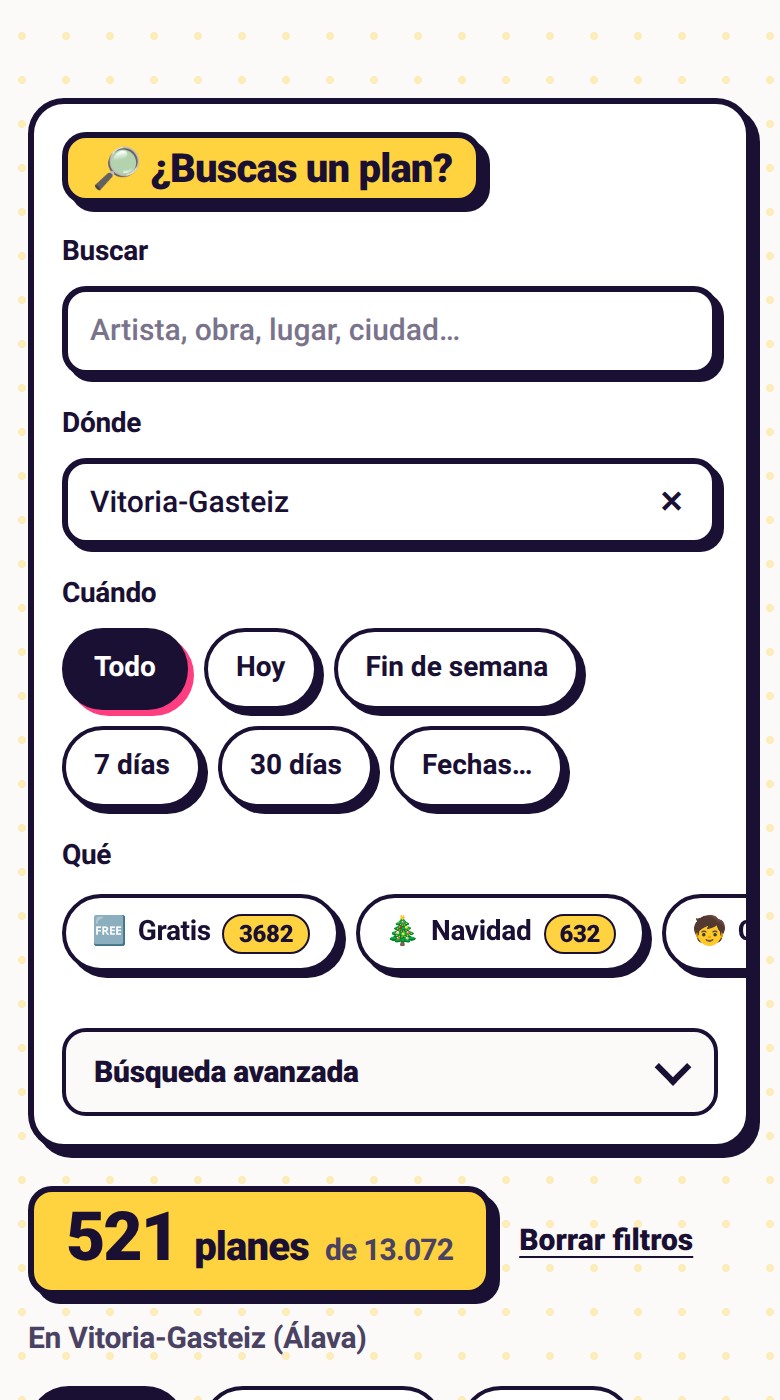 ¿Buscas un plan?
Buscar
Artista, obra, lugar, ciudad…
Dónde
Vitoria-Gasteiz ✕
Cuándo
Todo Hoy Fin de semana
7 días 30 días Fechas…
Qué
FREE Gratis 3682 Navidad 632
Búsqueda avanzada
521 planes de 13.072 Borrar filtros
En Vitoria-Gasteiz (Álava)